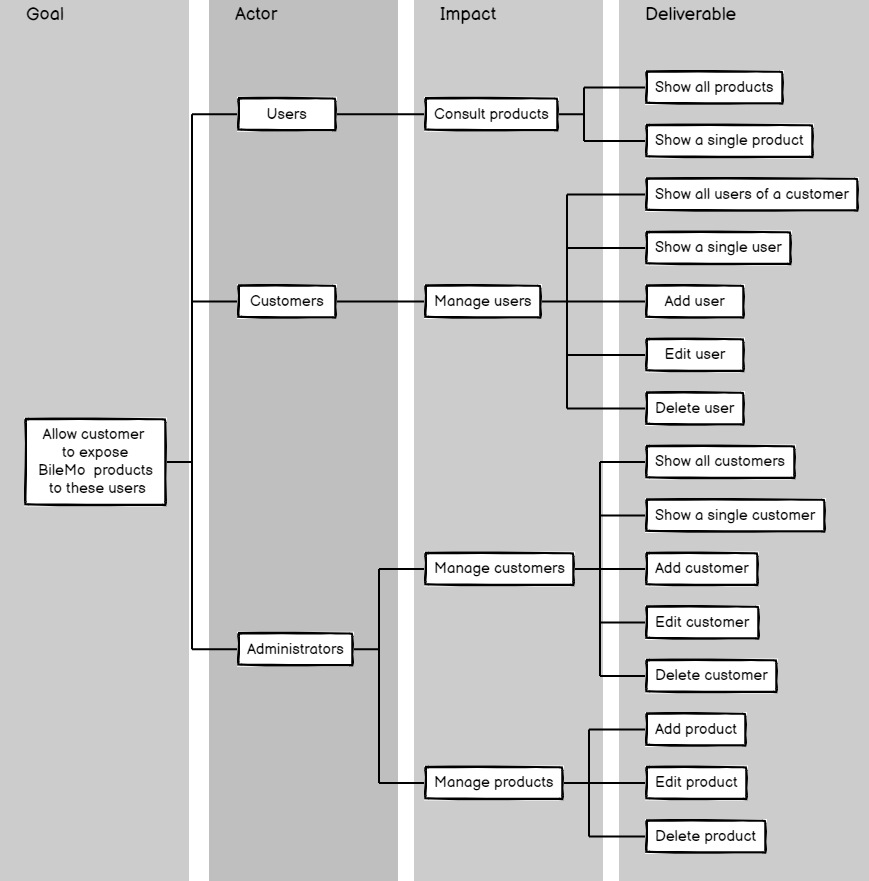 Goal
Actor
Impact
Deliverable
Show all products
Users
Consult products
Show a single product
Show all users of a customer
Show a single user
Customers
Manage users
Add user
Edit user
Delete user
Allow customer
to expose
BileMo products
to these users
Show all customers
Show a single customer
Manage customers
Add customer
Edit customer
Administrators
Delete customer
Add product
Manage products
Edit product
Delete product